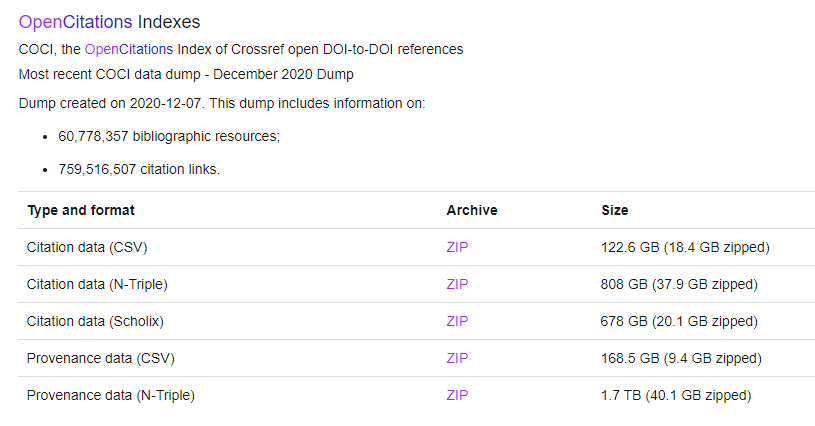 OpenCitations Indexes
COCI, the OpenCitations Index of Crossref open DOI-to-DOI references
Most recent COCI data dump - December 2020 Dump
Dump created on 2020-12-07. This dump includes information on:
• 60,778,357 bibliographic resources;
• 759,516,507 citation links.
Type and format Archive Size
Citation data (CSV) ZIP 122.6 GB (18.4 GB zipped)
Citation data (N-Triple) ZIP 808 GB (37.9 GB zipped)
Citation data (Scholix) ZIP 678 GB (20.1 GB zipped)
Provenance data (CSV) ZIP 168.5 GB (9.4 GB zipped)
Provenance data (N-Triple) ZIP 1.7 TB (40.1 GB zipped)